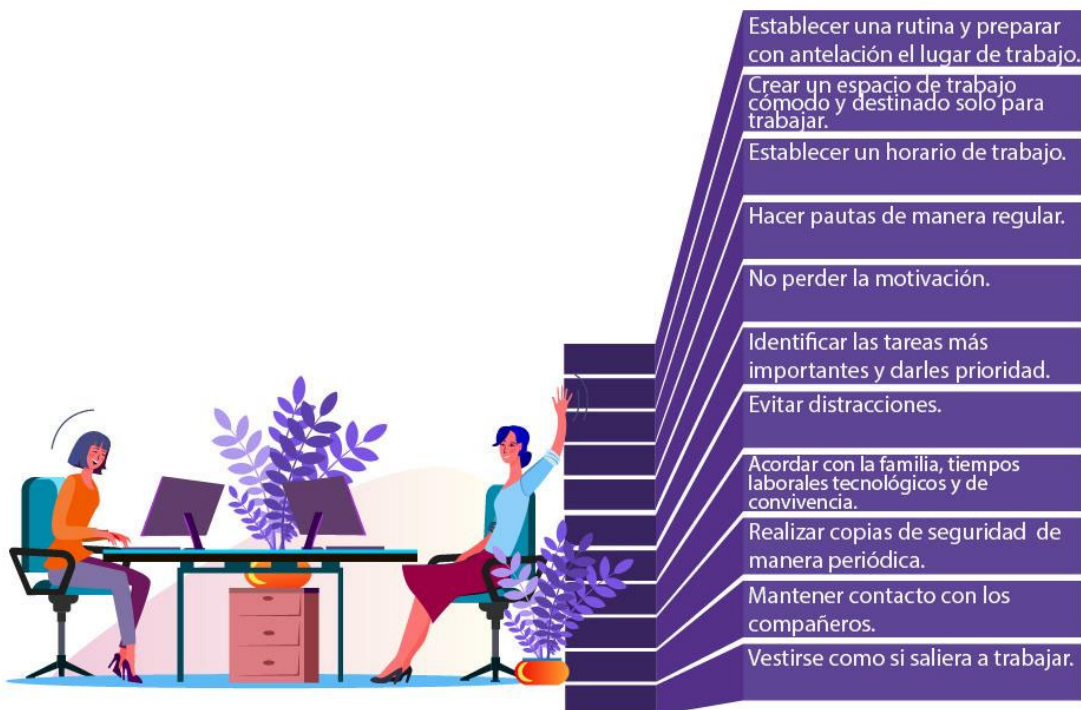 Establecer una rutina y preparar
con antelación el lugar de trabajo.
Crear un espacio de trabajo
cómodo y destinado solo para
trabajar.
Establecer un horario de trabajo.
Hacer pautas de manera regular.
No perder la motivación.
Identificar las tareas más
importantes y darles prioridad.
Evitar distracciones.
Acordar con la familia, tiempos
laborales tecnológicos y de
convivencia.
Realizar copias de seguridad de
manera periódica.
Mantener contacto con los
compañeros.
Vestirse como si saliera a trabajar.